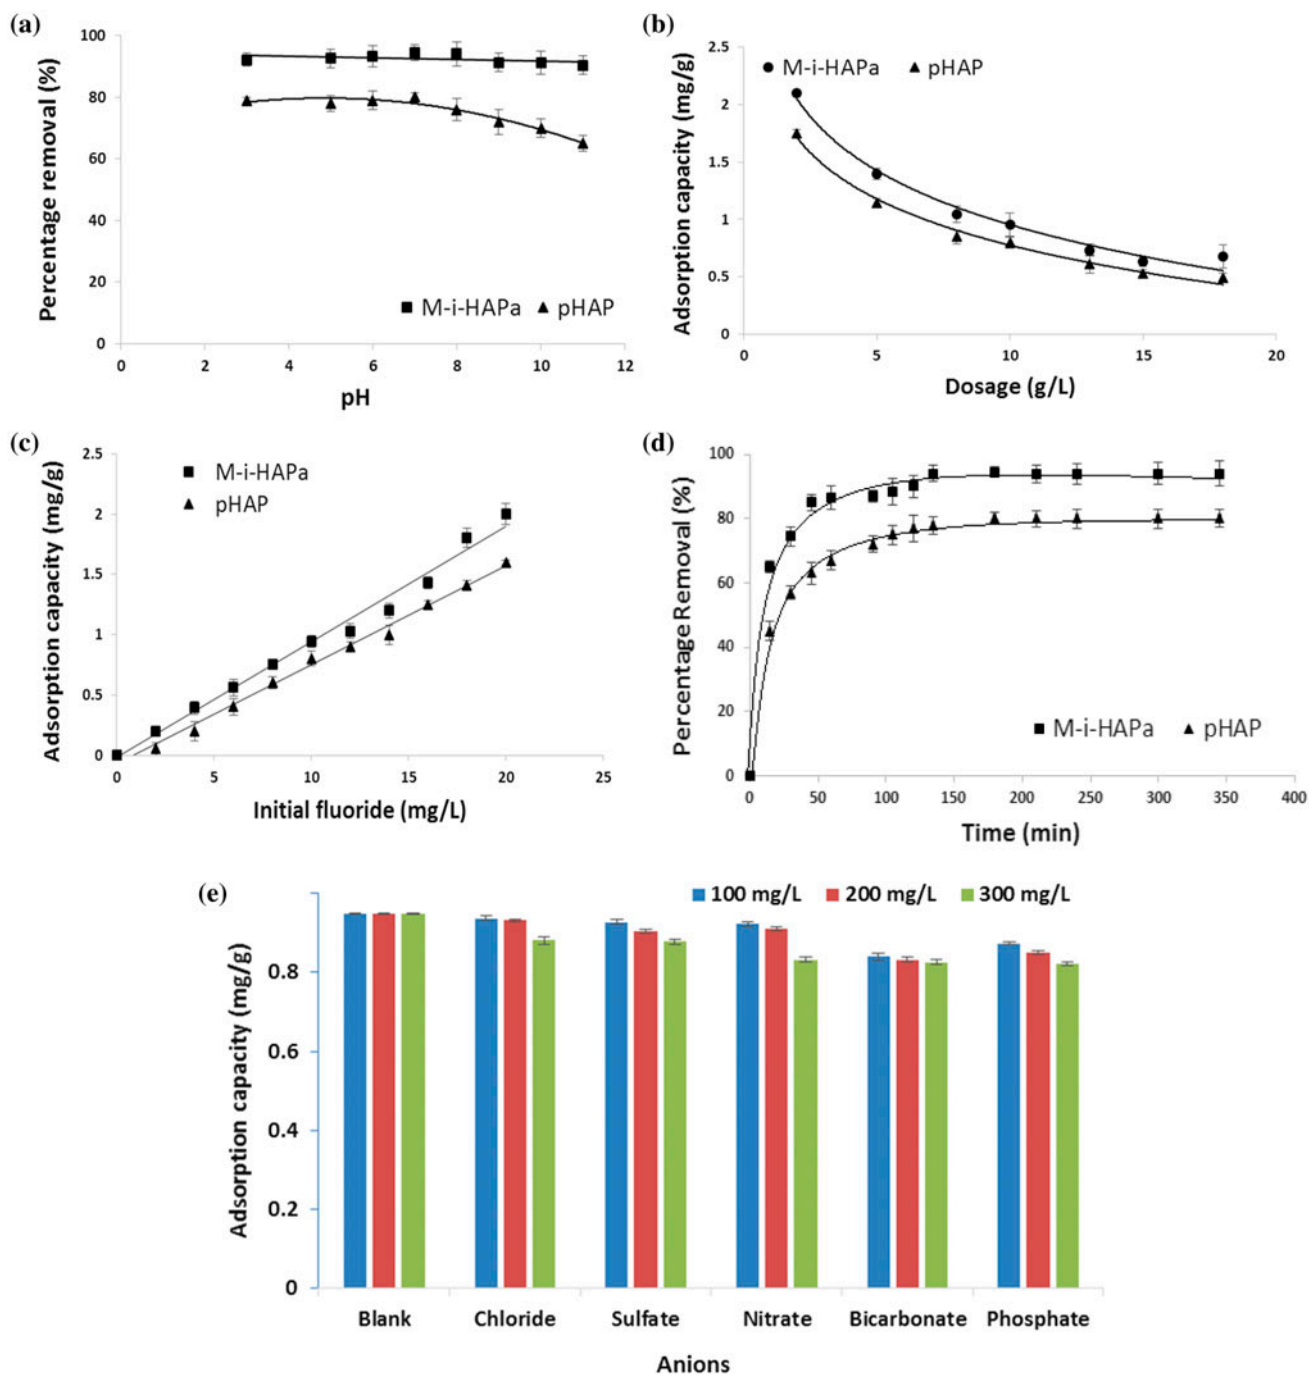 (a)
100
80
60
40
20
0
0 2 4 6 8 10 12
Percentage removal (%)
pH
M-i-HAPa pHAP
(b)
2.5
2
1.5
1
0.5
0
0 5 10 15 20
Adsorption capacity (mg/g)
Dosage (g/L)
M-i-HAPa pHAP
(c)
2.5
2
1.5
1
0.5
0
0 5 10 15 20 25
Adsorption capacity (mg/g)
Initial fluoride (mg/L)
M-i-HAPa
pHAP
(d)
100
80
60
40
20
0
0 50 100 150 200 250 300 350 400
Percentage Removal (%)
Time (min)
M-i-HAPa pHAP
(e)
100 mg/L 200 mg/L 300 mg/L
0.8
0.6
0.4
0.2
0
Adsorption capacity (mg/g)
Blank Chloride Sulfate Nitrate Bicarbonate Phosphate
Anions